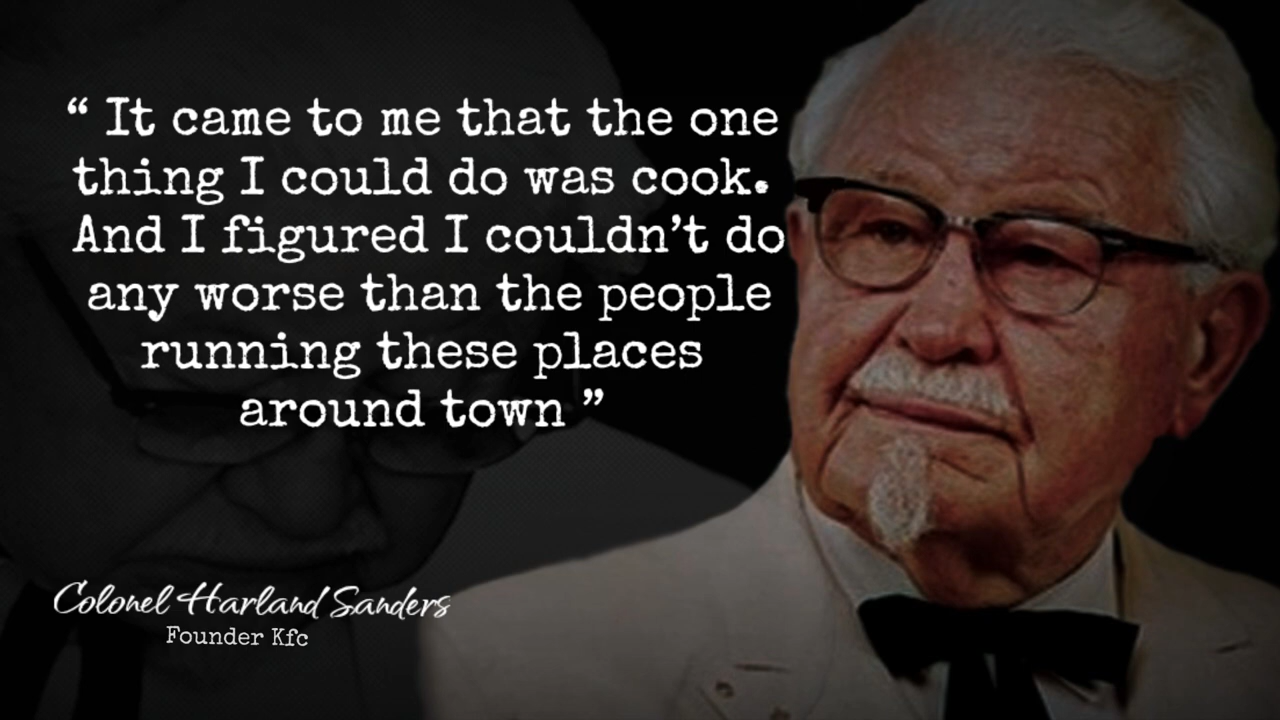 “ It came to me that the one
thing I could do was cook.
And I figured I couldn’t do
any worse than the people
running these places
around town ”
Colonel Harland Sanders
Founder Kfc